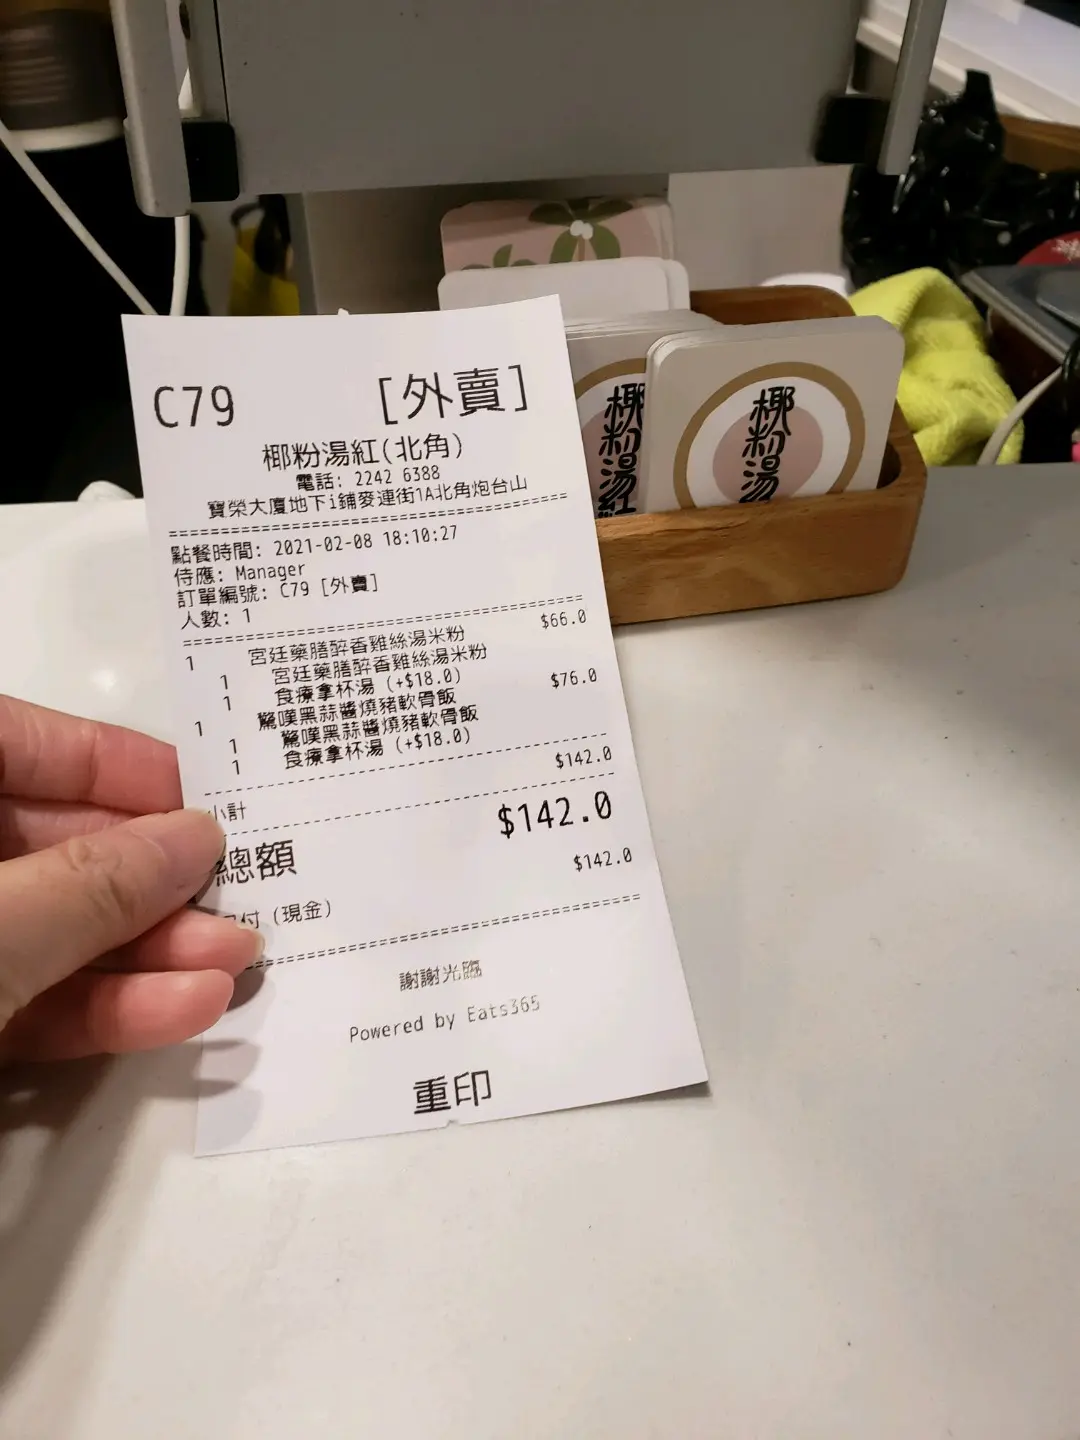 C79 [外賣]
椰粉湯紅(北角)
電話: 2242 6388
寶榮大廈地下i鋪麥連街1A北角炮台山
點餐時間: 2021-02-08 18:10:27
侍應: Manager
訂單編號: C79 [外賣]
人數: 1
1 宮廷藥膳醉香雞絲湯米粉 $66.0
1 宮廷藥膳醉香雞絲湯米粉
1 食療拿杯湯 (+$18.0)
1 驚嘆黑蒜醬燒豬軟骨飯 $76.0
1 驚嘆黑蒜醬燒豬軟骨飯
1 食療拿杯湯 (+$18.0)
小計 $142.0
總額 $142.0
付 (現金) $142.0
謝謝光臨
Powered by Eats365
重印
椰粉湯紅
椰粉湯